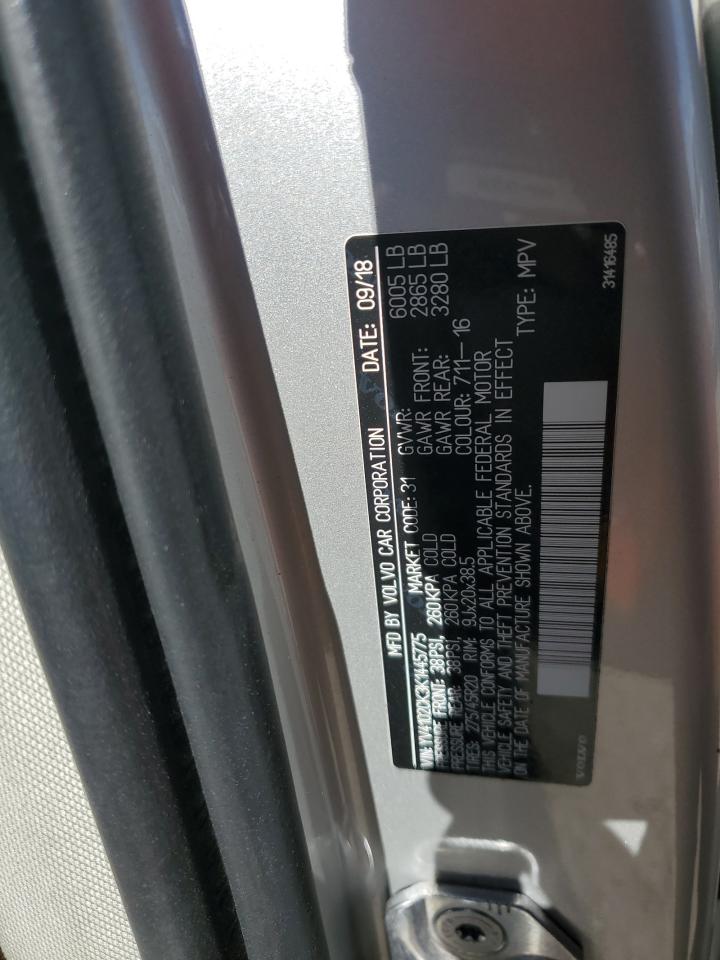 MFD BY VOLVO CAR CORPORATION DATE: 09/18
VIN: YV4102DK3K1445775 MARKET CODE: 31 GVWR: 6005 LB
PRESSURE FRONT: 38PSI, 260KPA COLD GAWR FRONT: 2865 LB
PRESSURE REAR: 38PSI, 260KPA COLD GAWR REAR: 3280 LB
TIRES: 275/45R20 RIM: 9Jx20x38.5 COLOUR: 711-16
THIS VEHICLE CONFORMS TO ALL APPLICABLE FEDERAL MOTOR
VEHICLE SAFETY AND THEFT PREVENTION STANDARDS IN EFFECT
ON THE DATE OF MANUFACTURE SHOWN ABOVE. TYPE: MPV
VOLVO 31416485